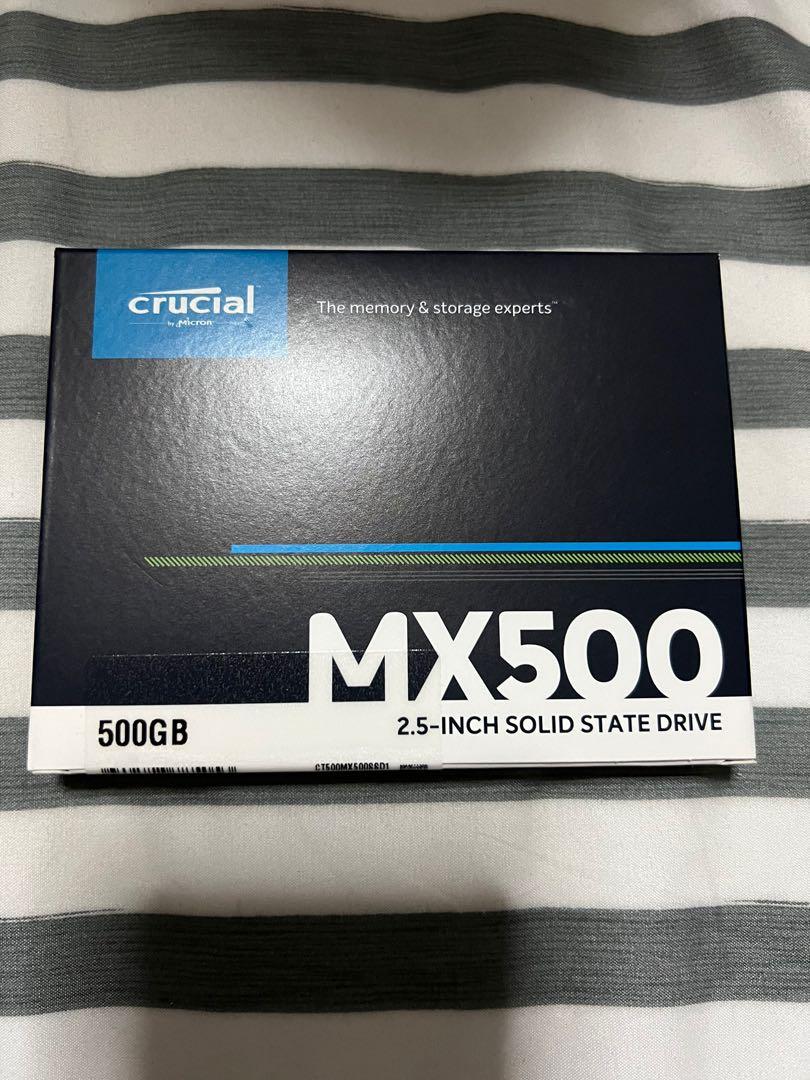 crucial
by Micron
The memory & storage experts™
MX500
500GB
2.5-INCH SOLID STATE DRIVE
CT500MX500SSD1